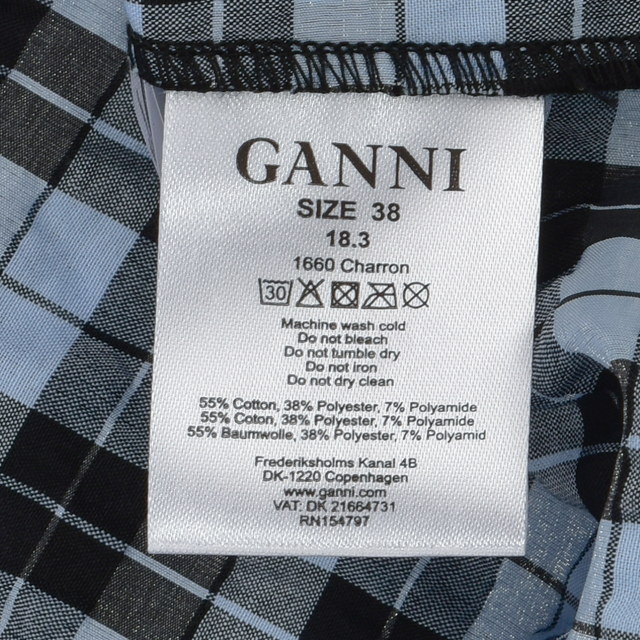 GANNI
SIZE 38
18.3
1660 Charron
30
Machine wash cold
Do not bleach
Do not tumble dry
Do not iron
Do not dry clean
55% Cotton, 38% Polyester, 7% Polyamide
55% Coton, 38% Polyester, 7% Polyamide
55% Baumwolle, 38% Polyester, 7% Polyamid
Frederiksholms Kanal 4B
DK-1220 Copenhagen
www.ganni.com
VAT: DK 21664731
RN154797